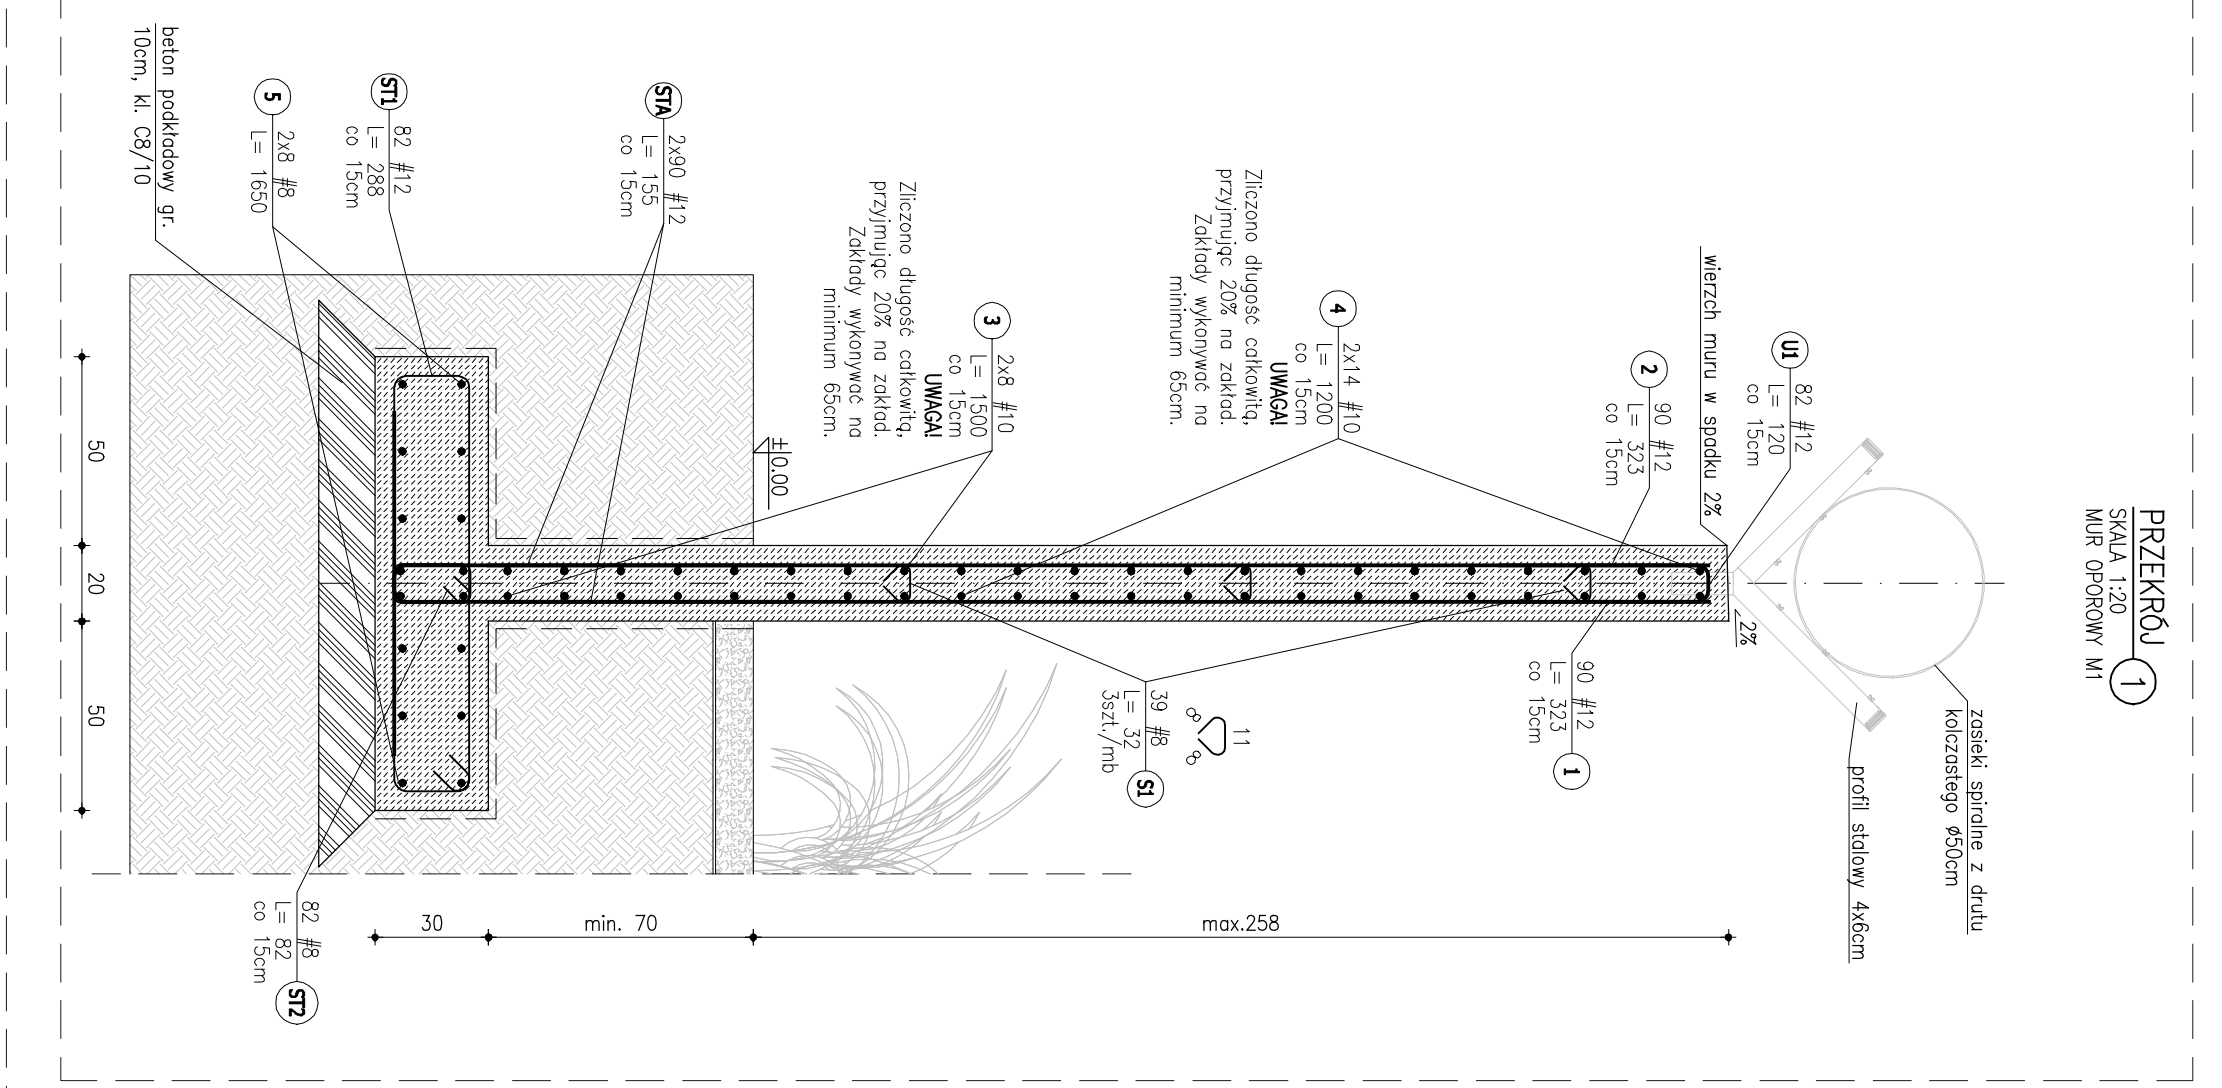 PRZEKRÓJ 1
SKALA 1:20
MUR OPOROWY M1
zasieki spiralne z drutu
kolczastego ø50cm
profil stalowy 4x6cm
2%
U1
82 #12
L= 120
co 15cm
wierzch muru w spadku 2%
2
90 #12
L= 323
co 15cm
90 #12
L= 323
co 15cm
1
4
2x14 #10
L= 1200
co 15cm
UWAGA!
Zliczono długość całkowitą,
przyjmując 20% na zakład.
Zakłady wykonywać na
minimum 65cm.
11
8 8
39 #8
L= 32
3szt./mb
S1
3
2x8 #10
L= 1500
co 15cm
UWAGA!
Zliczono długość całkowitą,
przyjmując 20% na zakład.
Zakłady wykonywać na
minimum 65cm.
±0.00
STA
2x90 #12
L= 155
co 15cm
ST1
82 #12
L= 288
co 15cm
5
2x8 #8
L= 1650
beton podkładowy gr.
10cm, kl. C8/10
82 #8
L= 82
co 15cm
ST2
max.258
min. 70
30
50
20
50